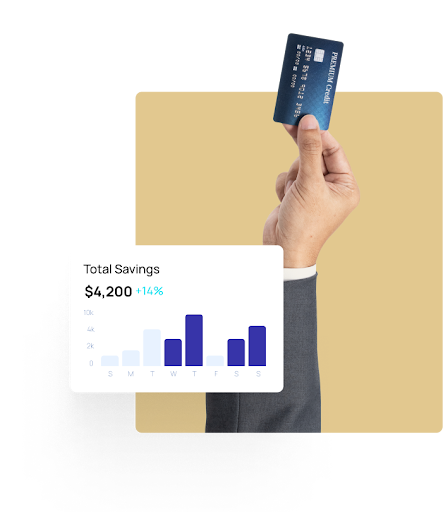 PREMIUM Credit
Total Savings
$4,200 +14%
10k
4k
2k
0
S M T W T F S S